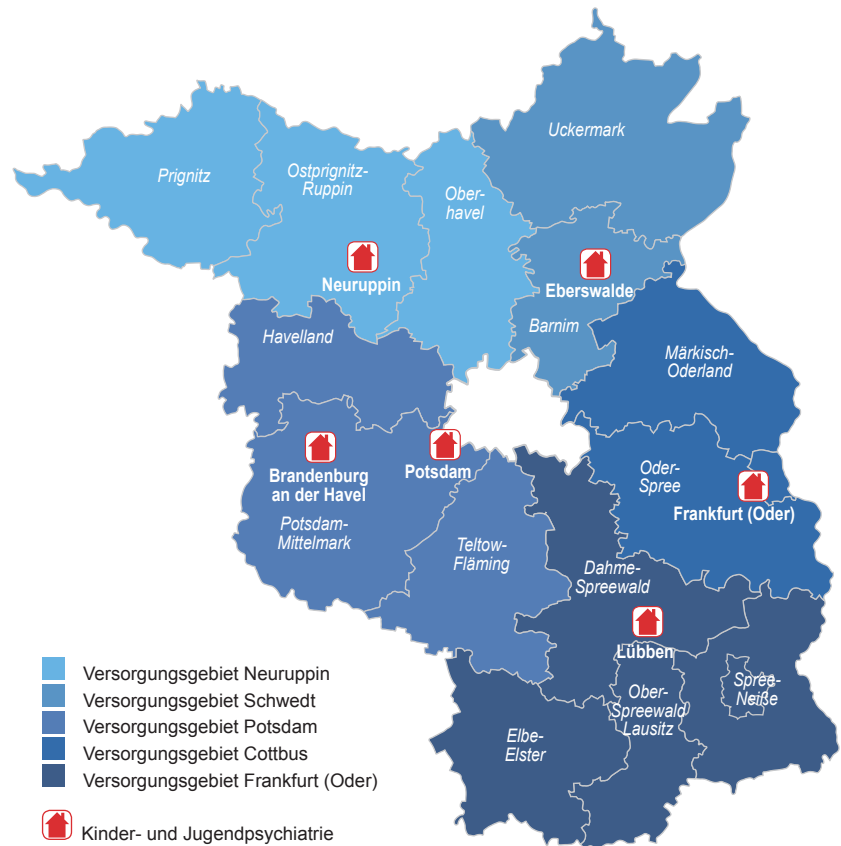 Uckermark
Prignitz
Ostprignitz-
Ruppin
Ober-
havel
Neuruppin
Eberswalde
Barnim
Havelland
Märkisch-
Oderland
Brandenburg
an der Havel
Potsdam
Oder-
Spree
Frankfurt (Oder)
Potsdam-
Mittelmark
Teltow-
Fläming
Dahme-
Spreewald
Lübben
Spree-
Neiße
Ober-
Spreewald
Lausitz
Elbe-
Elster
Versorgungsgebiet Neuruppin
Versorgungsgebiet Schwedt
Versorgungsgebiet Potsdam
Versorgungsgebiet Cottbus
Versorgungsgebiet Frankfurt (Oder)
Kinder- und Jugendpsychiatrie